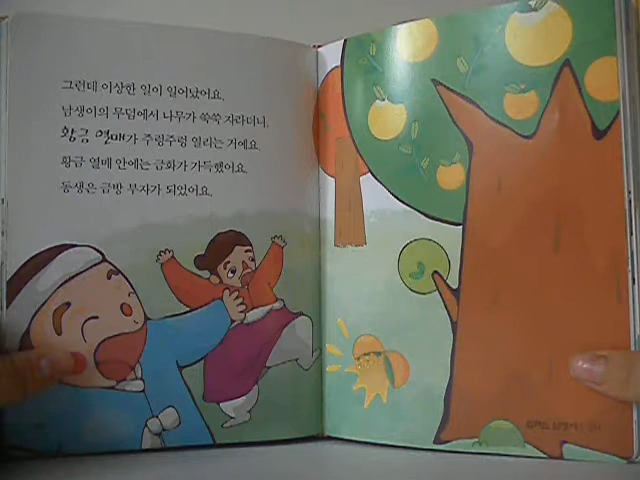 그런데 이상한 일이 일어났어요.
남생이의 무덤에서 나무가 쑥쑥 자라더니,
황금 열매가 주렁주렁 열리는 거예요.
황금 열매 안에는 금화가 가득했어요.
동생은 금방 부자가 되었어요.